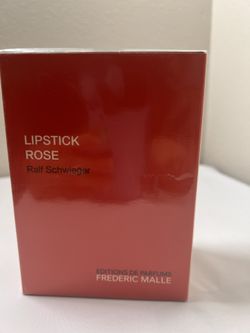 LIPSTICK
ROSE
Ralf Schwieger
EDITIONS DE PARFUMS
FREDERIC MALLE